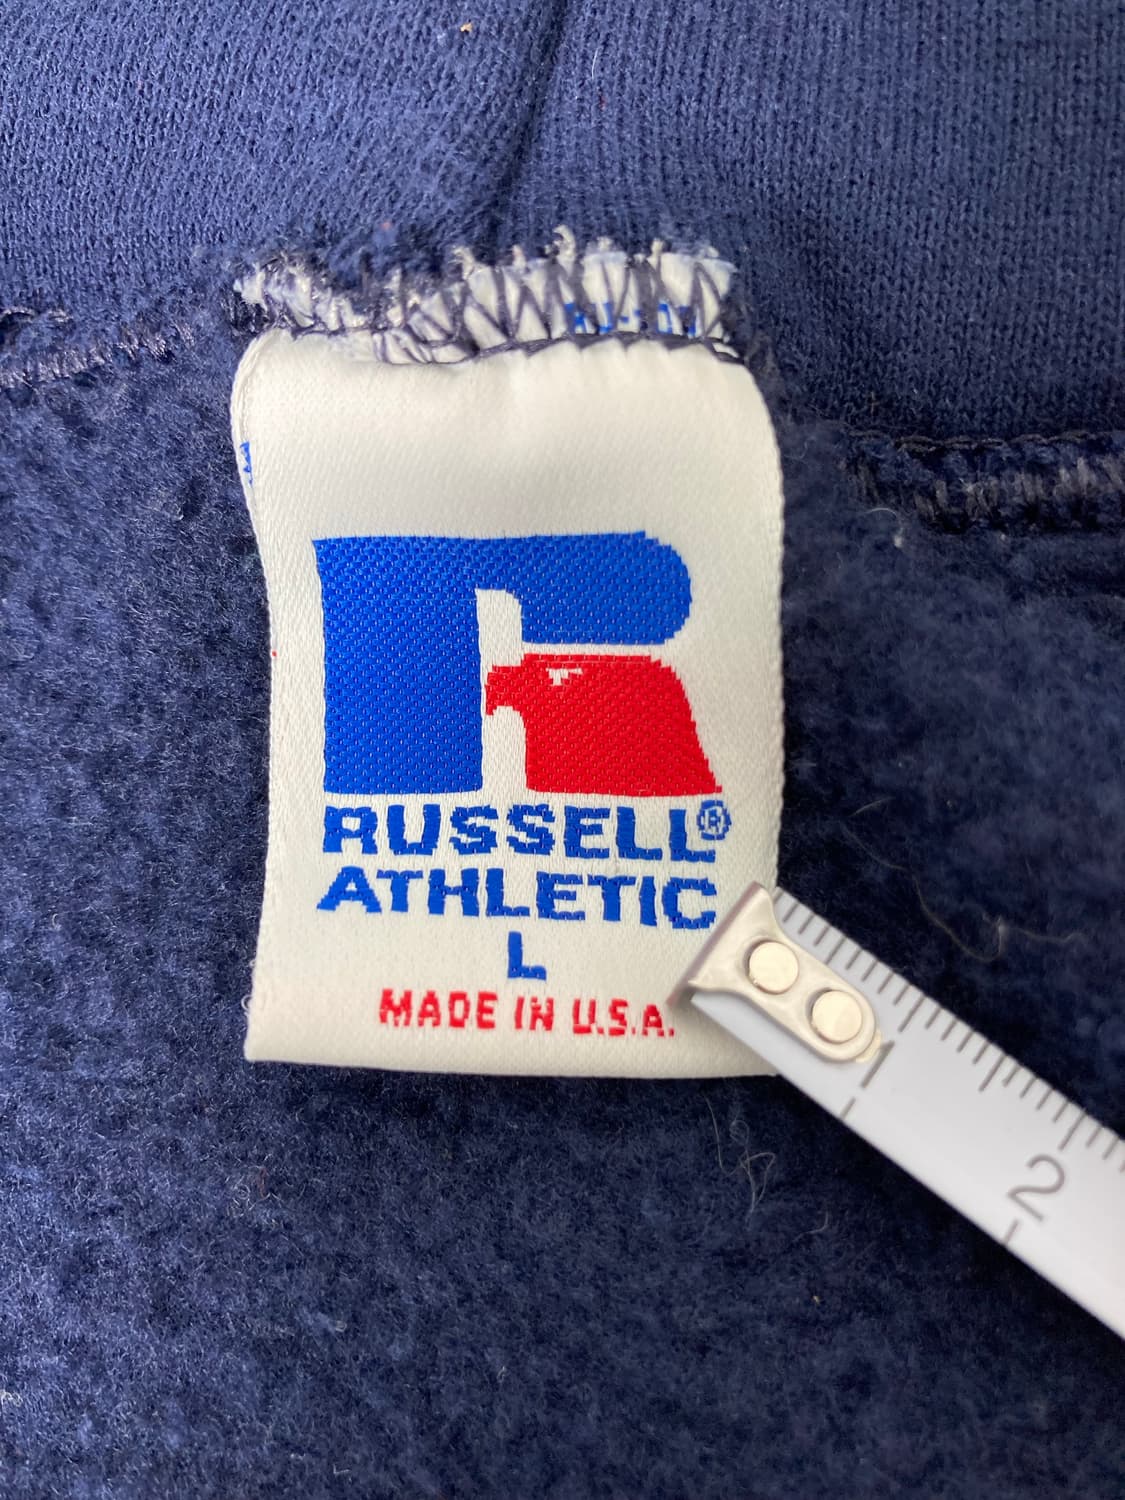 RUSSELL®
ATHLETIC
L
MADE IN U.S.A.
1
2